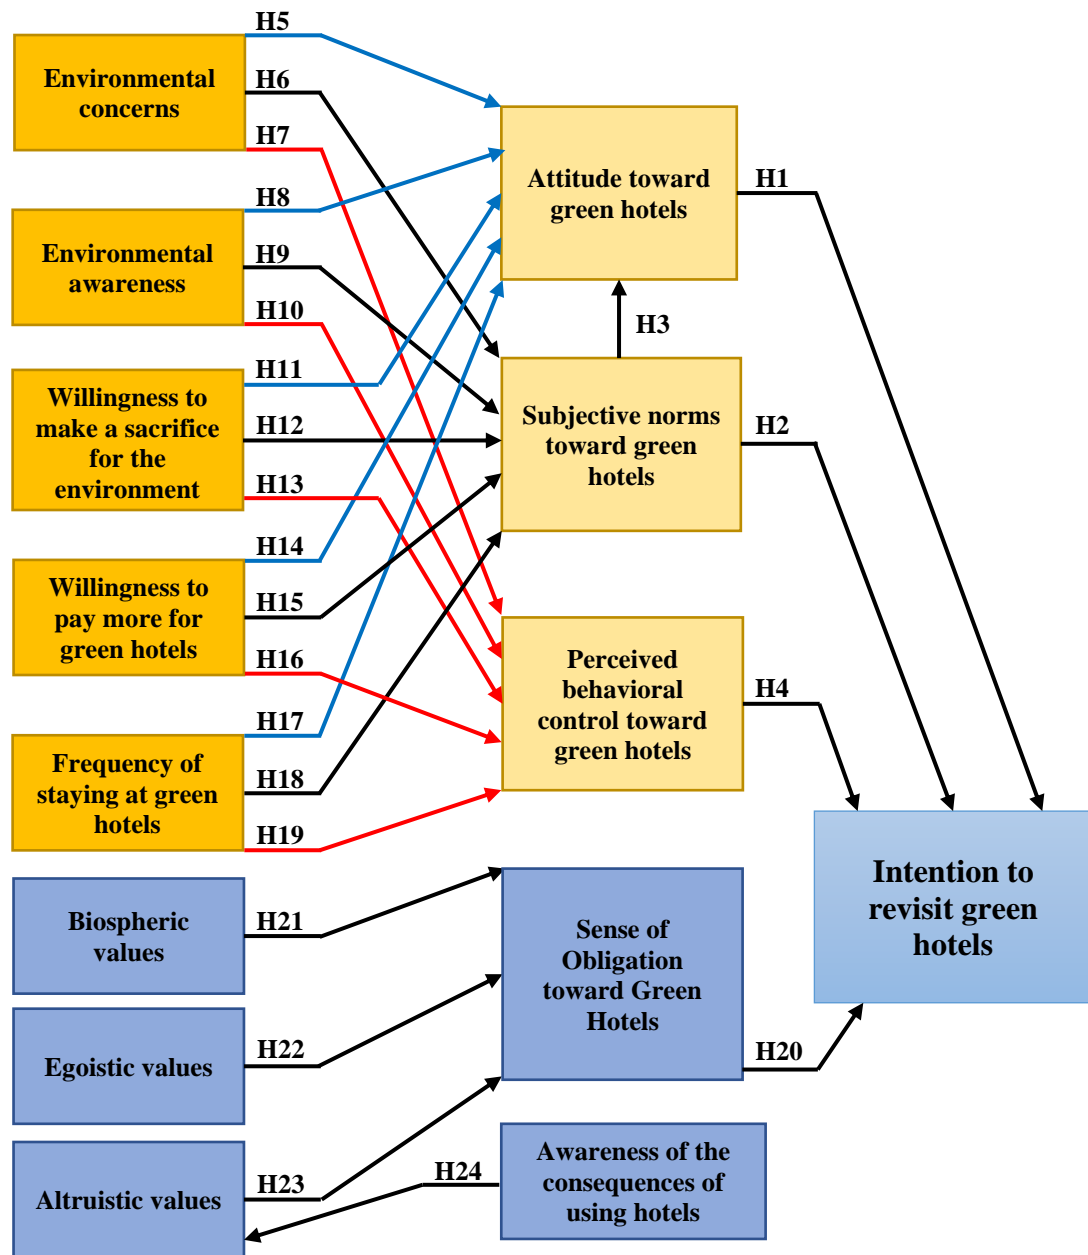 H5
Environmental
concerns
H6
H7
H8
Environmental
awareness
H9
H10
H11
Willingness to
make a sacrifice
for the
environment
H12
H13
H14
Willingness to
pay more for
green hotels
H15
H16
H17
Frequency of
staying at green
hotels
H18
H19
Attitude toward
green hotels
H1
H3
Subjective norms
toward green
hotels
H2
Perceived
behavioral
control toward
green hotels
H4
Intention to
revisit green
hotels
Biospheric
values
H21
Sense of
Obligation
toward Green
Hotels
H20
Egoistic values
H22
Altruistic values
H23
H24
Awareness of the
consequences of
using hotels